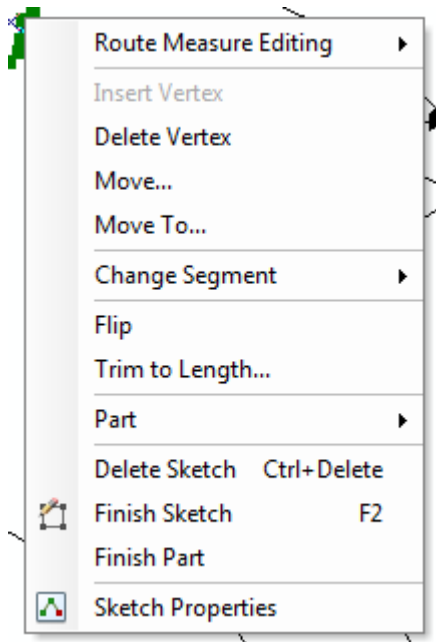 Route Measure Editing
Insert Vertex
Delete Vertex
Move...
Move To...
Change Segment
Flip
Trim to Length...
Part
Delete Sketch Ctrl+Delete
Finish Sketch F2
Finish Part
Sketch Properties